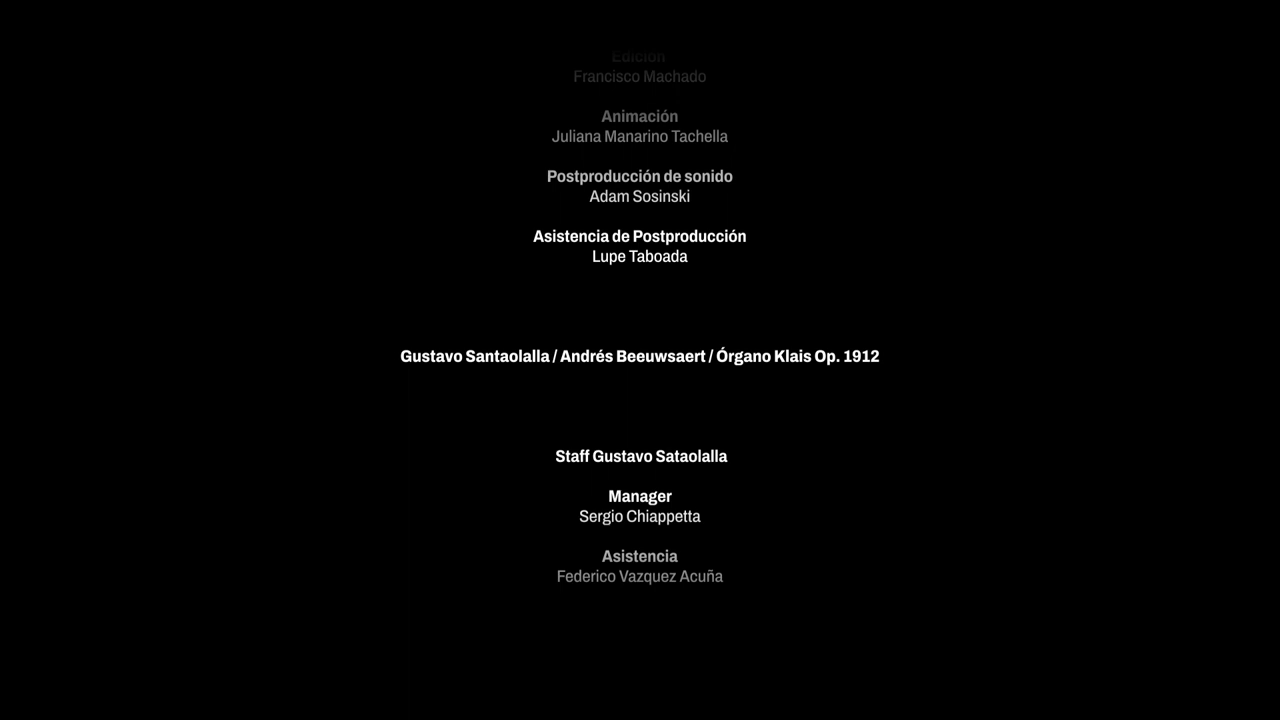 Edición
Francisco Machado
Animación
Juliana Manarino Tachella
Postproducción de sonido
Adam Sosinski
Asistencia de Postproducción
Lupe Taboada
Gustavo Santaolalla / Andrés Beeuwsaert / Órgano Klais Op. 1912
Staff Gustavo Sataolalla
Manager
Sergio Chiappetta
Asistencia
Federico Vazquez Acuña